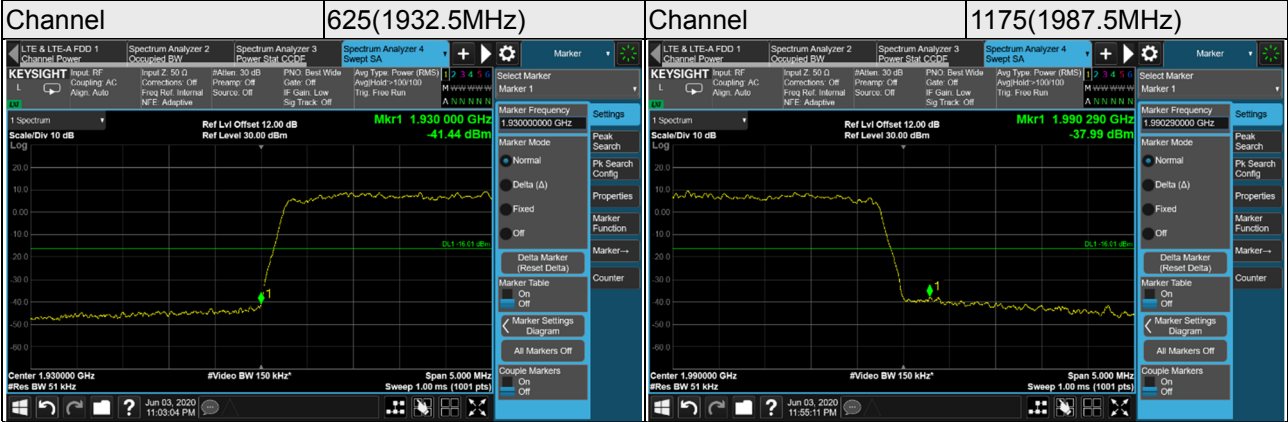 Channel 625(1932.5MHz) Channel 1175(1987.5MHz)
LTE & LTE-A FDD 1
Channel Power
Spectrum Analyzer 2
Occupied BW
Spectrum Analyzer 3
Power Stat CCDF
Spectrum Analyzer 4
Swept SA
Marker
KEYSIGHT
L
Input: RF
Coupling: AC
Align: Auto
Input Z: 50 Ω
Corrections: Off
Freq Ref: Internal
NFE: Adaptive
#Atten: 30 dB
Preamp: Off
Source: Off
PNO: Best Wide
Gate: Off
IF Gain: Low
Sig Track: Off
Avg Type: Power (RMS)
Avg|Hold:>100/100
Trig: Free Run
1 2 3 4 5 6
M W W W W W
A N N N N N
LXI
1 Spectrum
Scale/Div 10 dB
Log
Ref Lvl Offset 12.00 dB
Ref Level 30.00 dBm
Mkr1 1.930 000 GHz
-41.44 dBm
20.0
10.0
0.00
-10.0
-20.0
-30.0
-40.0
-50.0
-60.0
DL1 -16.01 dBm
1
Center 1.930000 GHz
#Res BW 51 kHz
#Video BW 150 kHz*
Span 5.000 MHz
Sweep 1.00 ms (1001 pts)
Select Marker
Marker 1
Marker Frequency
1.930000000 GHz
Marker Mode
Normal
Delta (Δ)
Fixed
Off
Delta Marker
(Reset Delta)
Marker Table
On
Off
Marker Settings
Diagram
All Markers Off
Couple Markers
On
Off
Settings
Peak
Search
Pk Search
Config
Properties
Marker
Function
Marker→
Counter
Jun 03, 2020
11:03:04 PM
LTE & LTE-A FDD 1
Channel Power
Spectrum Analyzer 2
Occupied BW
Spectrum Analyzer 3
Power Stat CCDF
Spectrum Analyzer 4
Swept SA
Marker
KEYSIGHT
L
Input: RF
Coupling: AC
Align: Auto
Input Z: 50 Ω
Corrections: Off
Freq Ref: Internal
NFE: Adaptive
#Atten: 30 dB
Preamp: Off
Source: Off
PNO: Best Wide
Gate: Off
IF Gain: Low
Sig Track: Off
Avg Type: Power (RMS)
Avg|Hold:>100/100
Trig: Free Run
1 2 3 4 5 6
M W W W W W
A N N N N N
LXI
1 Spectrum
Scale/Div 10 dB
Log
Ref Lvl Offset 12.00 dB
Ref Level 30.00 dBm
Mkr1 1.990 290 GHz
-37.99 dBm
20.0
10.0
0.00
-10.0
-20.0
-30.0
-40.0
-50.0
-60.0
DL1 -16.01 dBm
1
Center 1.990000 GHz
#Res BW 51 kHz
#Video BW 150 kHz*
Span 5.000 MHz
Sweep 1.00 ms (1001 pts)
Select Marker
Marker 1
Marker Frequency
1.990290000 GHz
Marker Mode
Normal
Delta (Δ)
Fixed
Off
Delta Marker
(Reset Delta)
Marker Table
On
Off
Marker Settings
Diagram
All Markers Off
Couple Markers
On
Off
Settings
Peak
Search
Pk Search
Config
Properties
Marker
Function
Marker→
Counter
Jun 03, 2020
11:55:11 PM